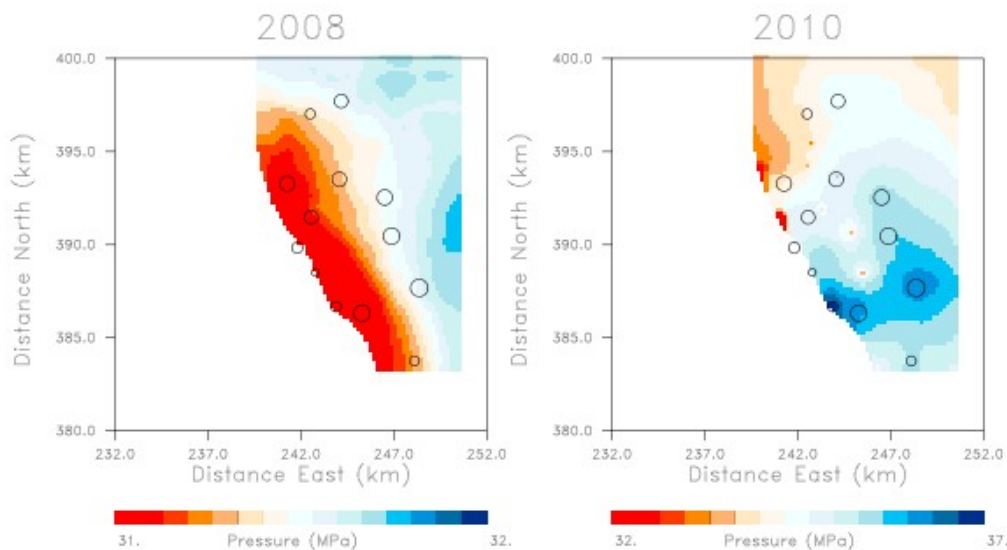 2008
2010
400.0
395.0
390.0
385.0
380.0
Distance North (km)
232.0 237.0 242.0 247.0 252.0
Distance East (km)
31. Pressure (MPa) 32.
400.0
395.0
390.0
385.0
380.0
Distance North (km)
232.0 237.0 242.0 247.0 252.0
Distance East (km)
32. Pressure (MPa) 37.